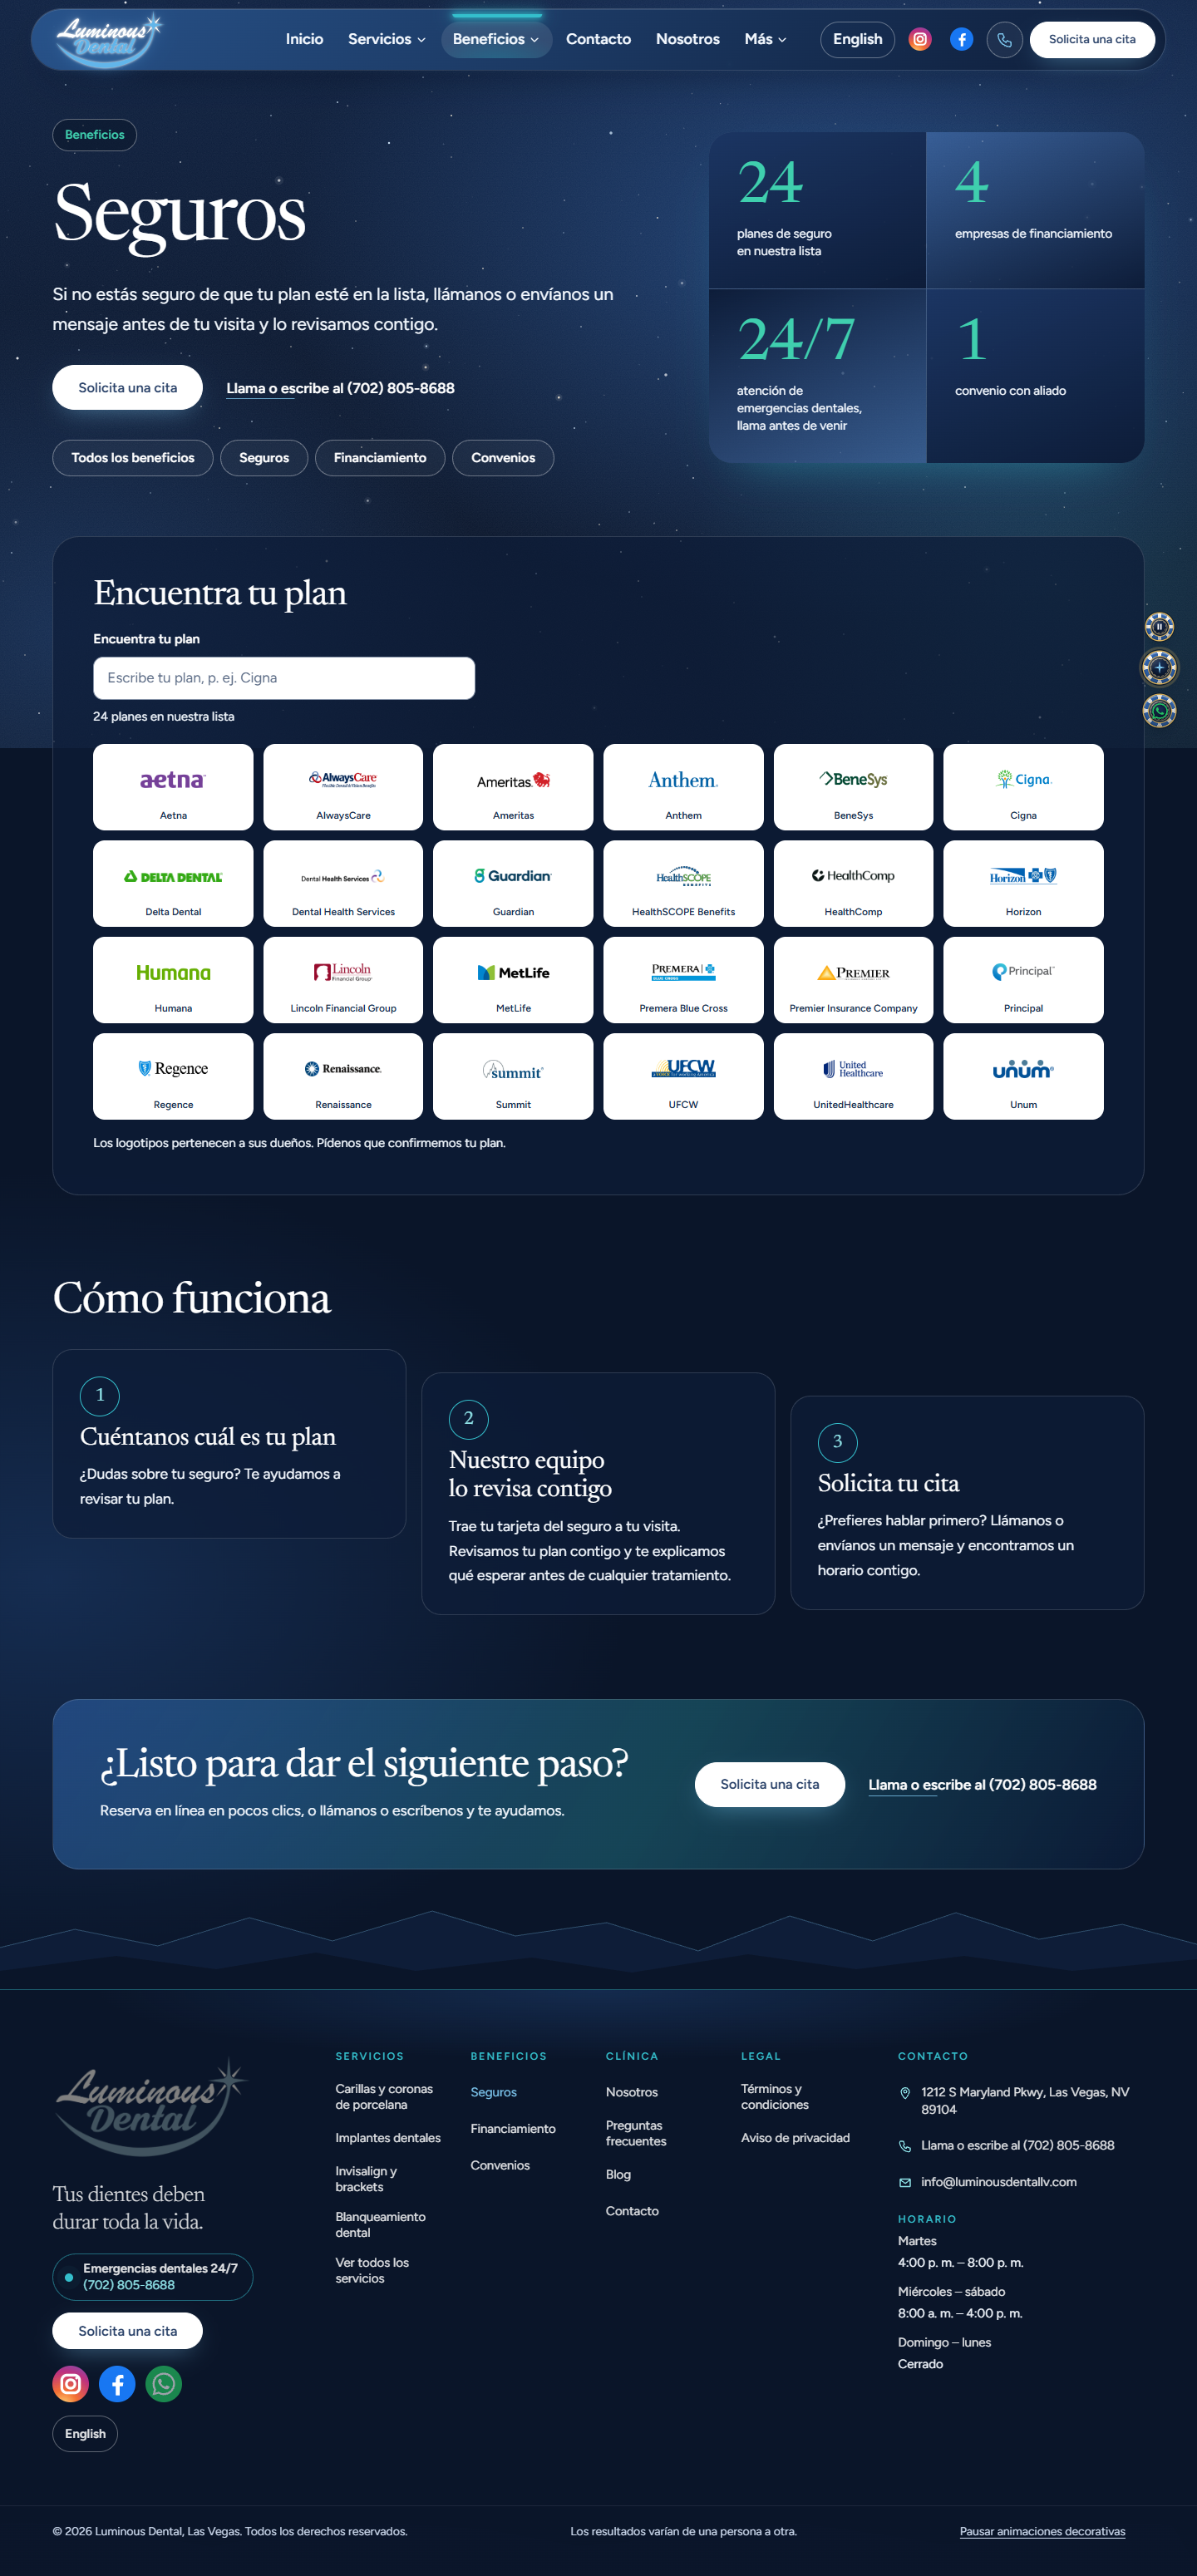 Luminous
Dental
Inicio
Servicios
Beneficios
Contacto
Nosotros
Más
English
Solicita una cita
Beneficios
Seguros
Si no estás seguro de que tu plan esté en la lista, llámanos o envíanos un
mensaje antes de tu visita y lo revisamos contigo.
Solicita una cita
Llama o escribe al (702) 805-8688
Todos los beneficios
Seguros
Financiamiento
Convenios
24
planes de seguro
en nuestra lista
4
empresas de financiamiento
24/7
atención de
emergencias dentales,
llama antes de venir
1
convenio con aliado
Encuentra tu plan
Encuentra tu plan
Escribe tu plan, p. ej. Cigna
24 planes en nuestra lista
aetna
Aetna
AlwaysCare
AlwaysCare
Ameritas
Ameritas
Anthem
Anthem
BeneSys
BeneSys
Cigna
Cigna
DELTA DENTAL
Delta Dental
Dental Health Services
Dental Health Services
Guardian
Guardian
HealthSCOPE
BENEFITS
HealthSCOPE Benefits
HealthComp
HealthComp
Horizon
Horizon
Humana
Humana
Lincoln
Financial Group
Lincoln Financial Group
MetLife
MetLife
PREMERA
BLUE CROSS
Premera Blue Cross
PREMIER
Premier Insurance Company
Principal
Principal
Regence
Regence
Renaissance
Renaissance
summit
Summit
UFCW
UFCW
United
Healthcare
UnitedHealthcare
unum
Unum
Los logotipos pertenecen a sus dueños. Pídenos que confirmemos tu plan.
Cómo funciona
1
Cuéntanos cuál es tu plan
¿Dudas sobre tu seguro? Te ayudamos a
revisar tu plan.
2
Nuestro equipo
lo revisa contigo
Trae tu tarjeta del seguro a tu visita.
Revisamos tu plan contigo y te explicamos
qué esperar antes de cualquier tratamiento.
3
Solicita tu cita
¿Prefieres hablar primero? Llámanos o
envíanos un mensaje y encontramos un
horario contigo.
¿Listo para dar el siguiente paso?
Reserva en línea en pocos clics, o llámanos o escríbenos y te ayudamos.
Solicita una cita
Llama o escribe al (702) 805-8688
Luminous
Dental
Tus dientes deben
durar toda la vida.
Emergencias dentales 24/7
(702) 805-8688
Solicita una cita
English
SERVICIOS
Carillas y coronas
de porcelana
Implantes dentales
Invisalign y
brackets
Blanqueamiento
dental
Ver todos los
servicios
BENEFICIOS
Seguros
Financiamiento
Convenios
CLÍNICA
Nosotros
Preguntas
frecuentes
Blog
Contacto
LEGAL
Términos y
condiciones
Aviso de privacidad
CONTACTO
1212 S Maryland Pkwy, Las Vegas, NV
89104
Llama o escribe al (702) 805-8688
info@luminousdentallv.com
HORARIO
Martes
4:00 p. m. – 8:00 p. m.
Miércoles – sábado
8:00 a. m. – 4:00 p. m.
Domingo – lunes
Cerrado
© 2026 Luminous Dental, Las Vegas. Todos los derechos reservados.
Los resultados varían de una persona a otra.
Pausar animaciones decorativas